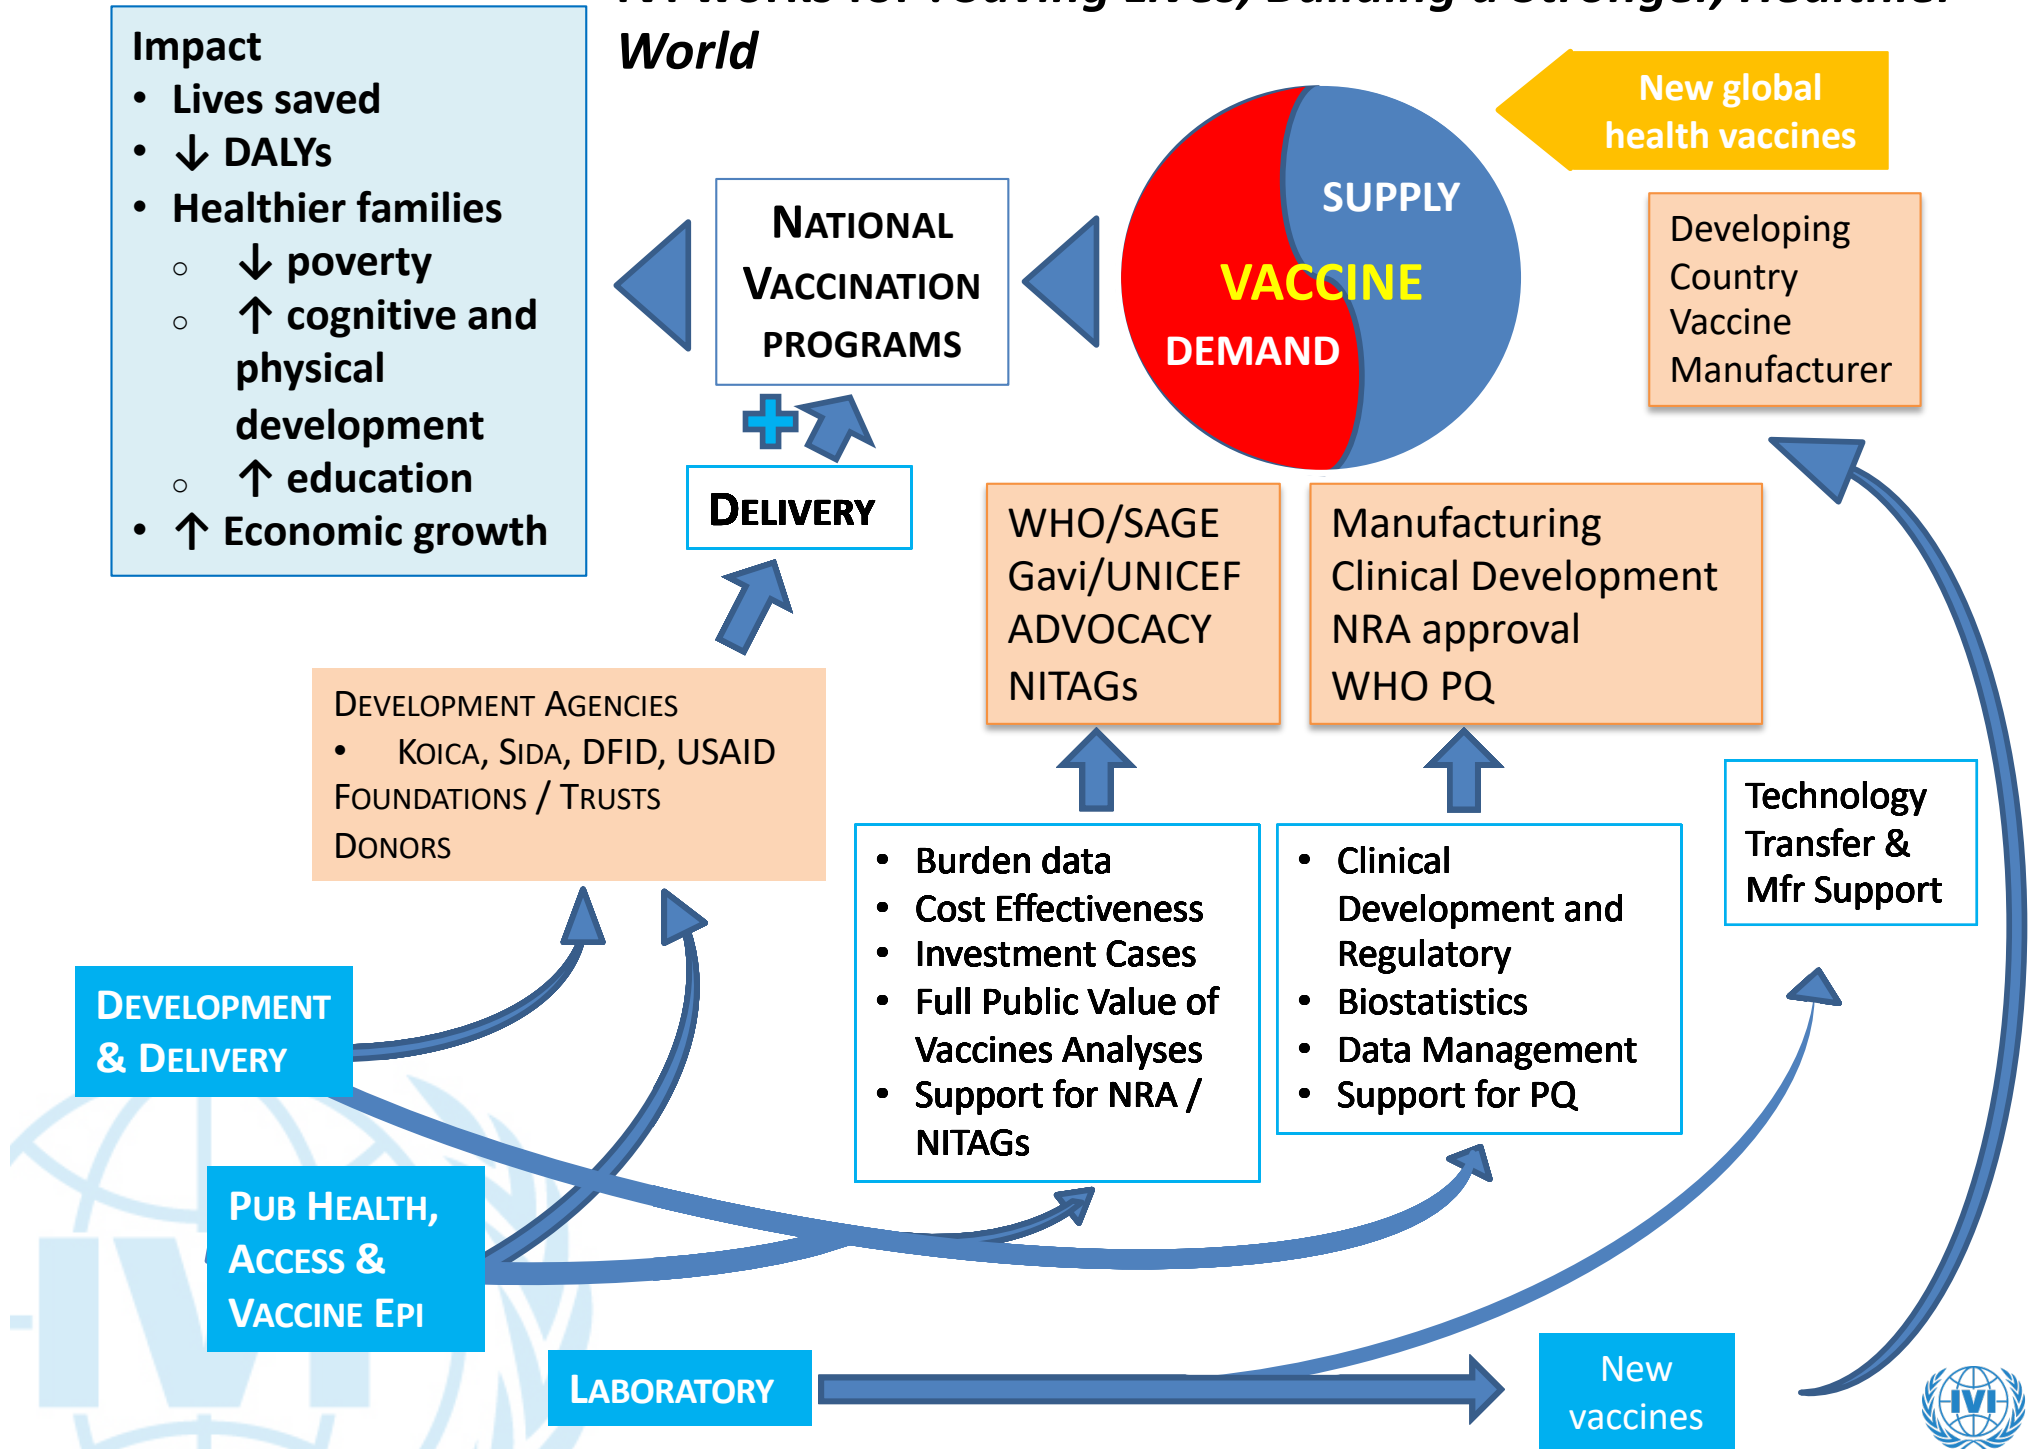 World
Impact
• Lives saved
• ↓ DALYs
• Healthier families
○ ↓ poverty
○ ↑ cognitive and
physical
development
○ ↑ education
• ↑ Economic growth
NATIONAL
VACCINATION
PROGRAMS
SUPPLY
VACCINE
DEMAND
New global
health vaccines
Developing
Country
Vaccine
Manufacturer
DELIVERY
WHO/SAGE
Gavi/UNICEF
ADVOCACY
NITAGs
Manufacturing
Clinical Development
NRA approval
WHO PQ
DEVELOPMENT AGENCIES
• KOICA, SIDA, DFID, USAID
FOUNDATIONS / TRUSTS
DONORS
• Burden data
• Cost Effectiveness
• Investment Cases
• Full Public Value of
Vaccines Analyses
• Support for NRA /
NITAGs
• Clinical
Development and
Regulatory
• Biostatistics
• Data Management
• Support for PQ
Technology
Transfer &
Mfr Support
DEVELOPMENT
& DELIVERY
PUB HEALTH,
ACCESS &
VACCINE EPI
LABORATORY
New
vaccines
IVI
IVI